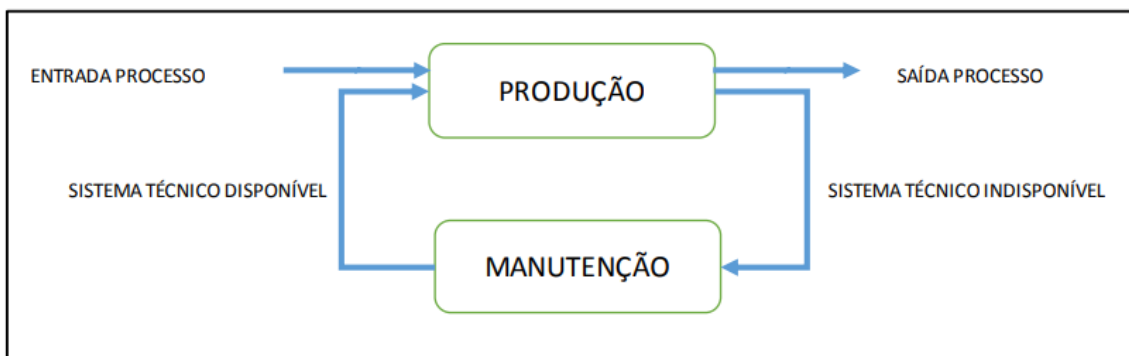 ENTRADA PROCESSO
PRODUÇÃO
SAÍDA PROCESSO
SISTEMA TÉCNICO DISPONÍVEL
SISTEMA TÉCNICO INDISPONÍVEL
MANUTENÇÃO